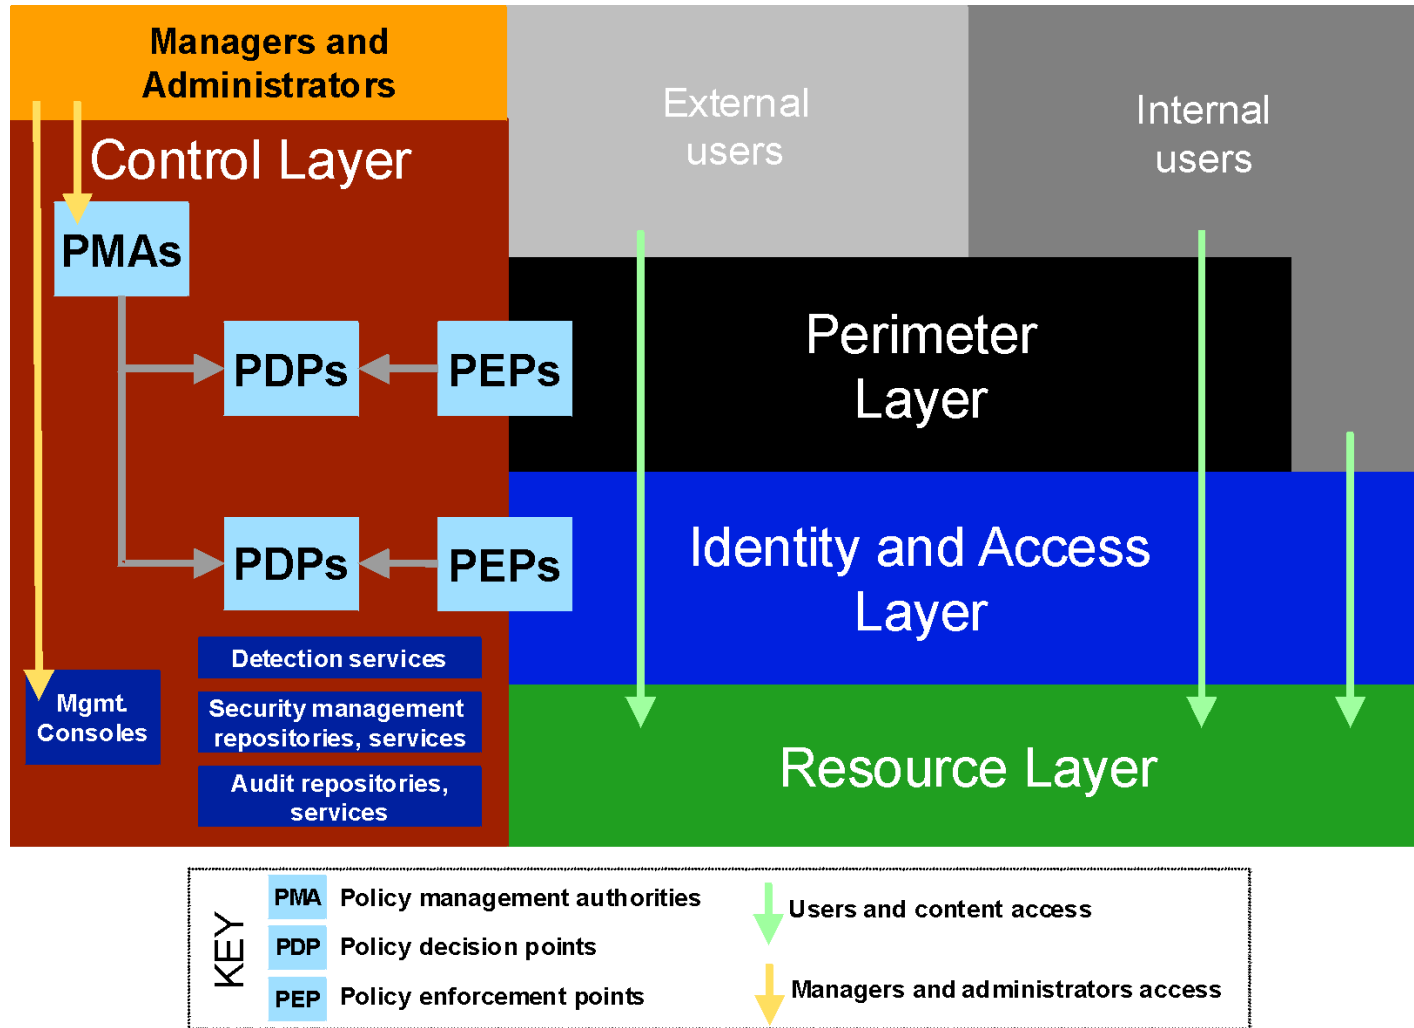 Managers and
Administrators
External
users
Internal
users
Control Layer
PMAs
PDPs
PEPs
Perimeter
Layer
PDPs
PEPs
Identity and Access
Layer
Detection services
Mgmt.
Consoles
Security management
repositories, services
Audit repositories,
services
Resource Layer
KEY
PMA Policy management authorities
PDP Policy decision points
PEP Policy enforcement points
Users and content access
Managers and administrators access